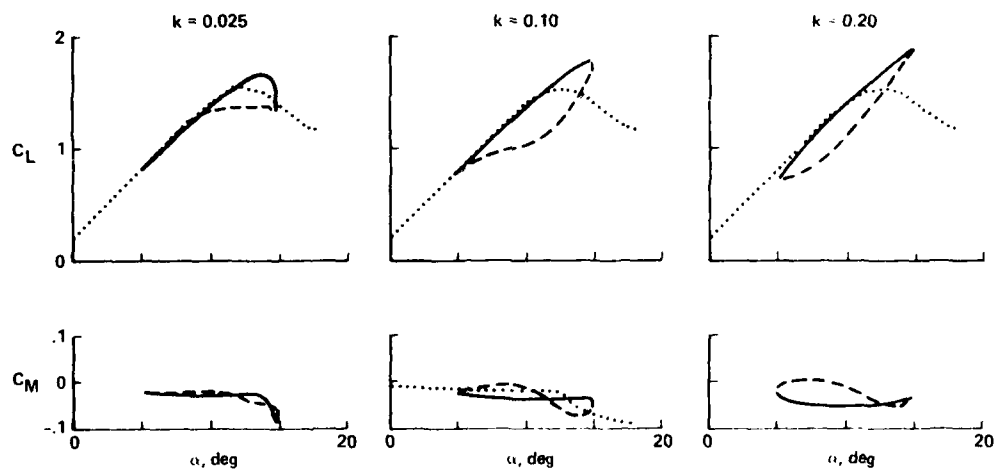 k = 0.025
k = 0.10
k = 0.20
2
1
0
C_L
.1
0
-.1
C_M
0
20
0
20
0
20
α, deg
α, deg
α, deg